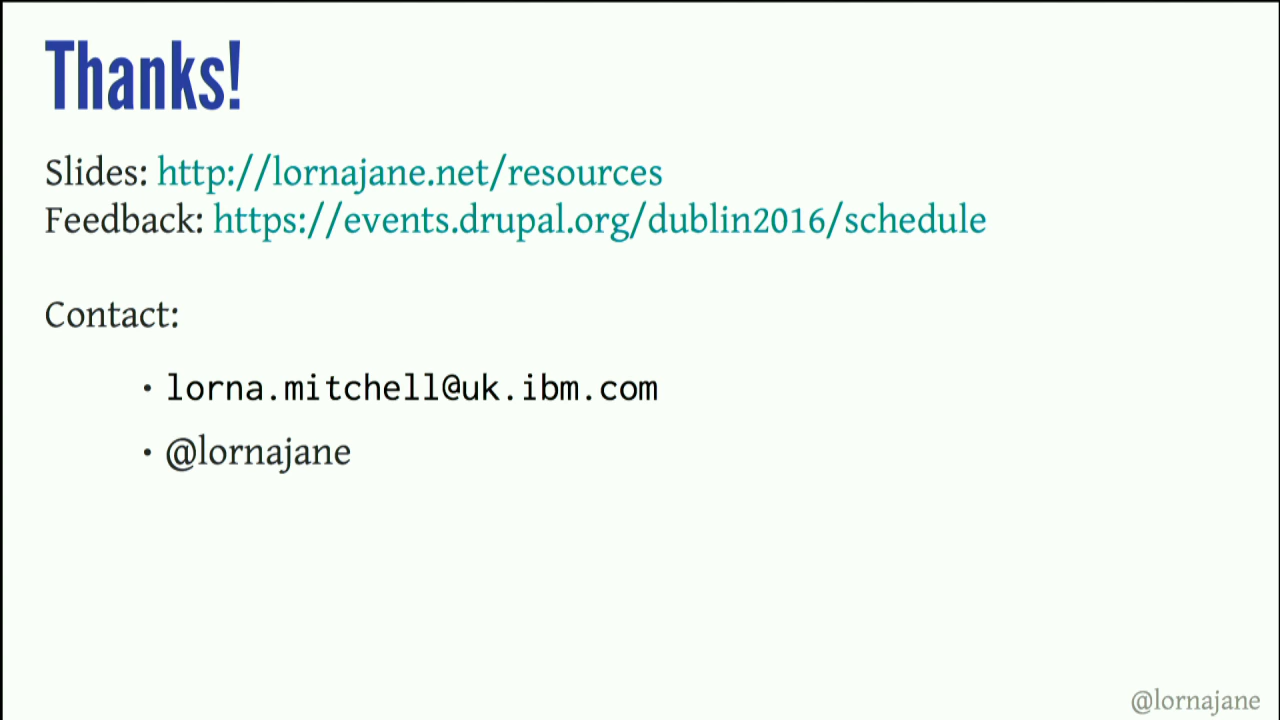 Thanks!
Slides: http://lornajane.net/resources
Feedback: https://events.drupal.org/dublin2016/schedule
Contact:
• lorna.mitchell@uk.ibm.com
• @lornajane
@lornajane